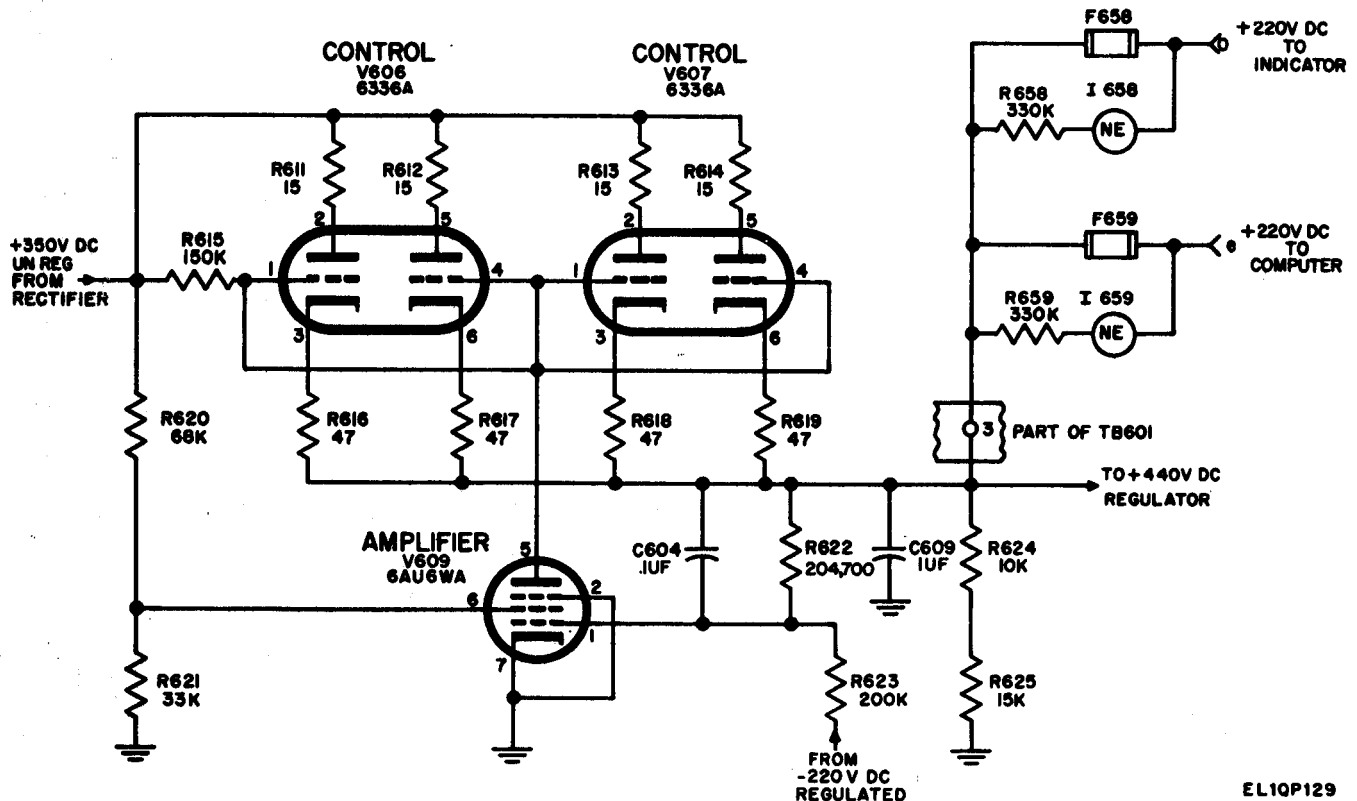 F658
+220V DC
TO
INDICATOR
b
R658
330K
I 658
NE
CONTROL
V606
6336A
CONTROL
V607
6336A
R611
15
R612
15
R613
15
R614
15
2
5
2
5
+350V DC
UNREG
FROM
RECTIFIER
R615
150K
1
4
1
4
3
6
3
6
F659
+220V DC
TO
COMPUTER
e
R659
330K
I 659
NE
R620
68K
R616
47
R617
47
R618
47
R619
47
3
PART OF TB601
TO +440V DC
REGULATOR
AMPLIFIER
V609
6AU6WA
5
2
6
1
7
C604
.1UF
R622
204,700
C609
1UF
R624
10K
R621
33K
R623
200K
R625
15K
FROM
-220V DC
REGULATED
EL1QP129